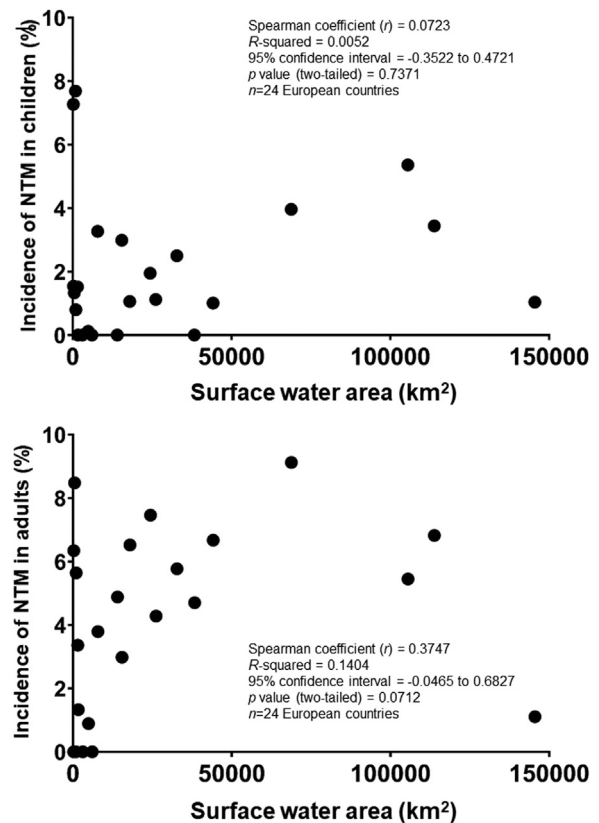 Spearman coefficient (r) = 0.0723
R-squared = 0.0052
95% confidence interval = -0.3522 to 0.4721
p value (two-tailed) = 0.7371
n=24 European countries
Incidence of NTM in children (%)
10
8
6
4
2
0
0 50000 100000 150000
Surface water area (km²)
Incidence of NTM in adults (%)
10
8
6
4
2
0
Spearman coefficient (r) = 0.3747
R-squared = 0.1404
95% confidence interval = -0.0465 to 0.6827
p value (two-tailed) = 0.0712
n=24 European countries
0 50000 100000 150000
Surface water area (km²)